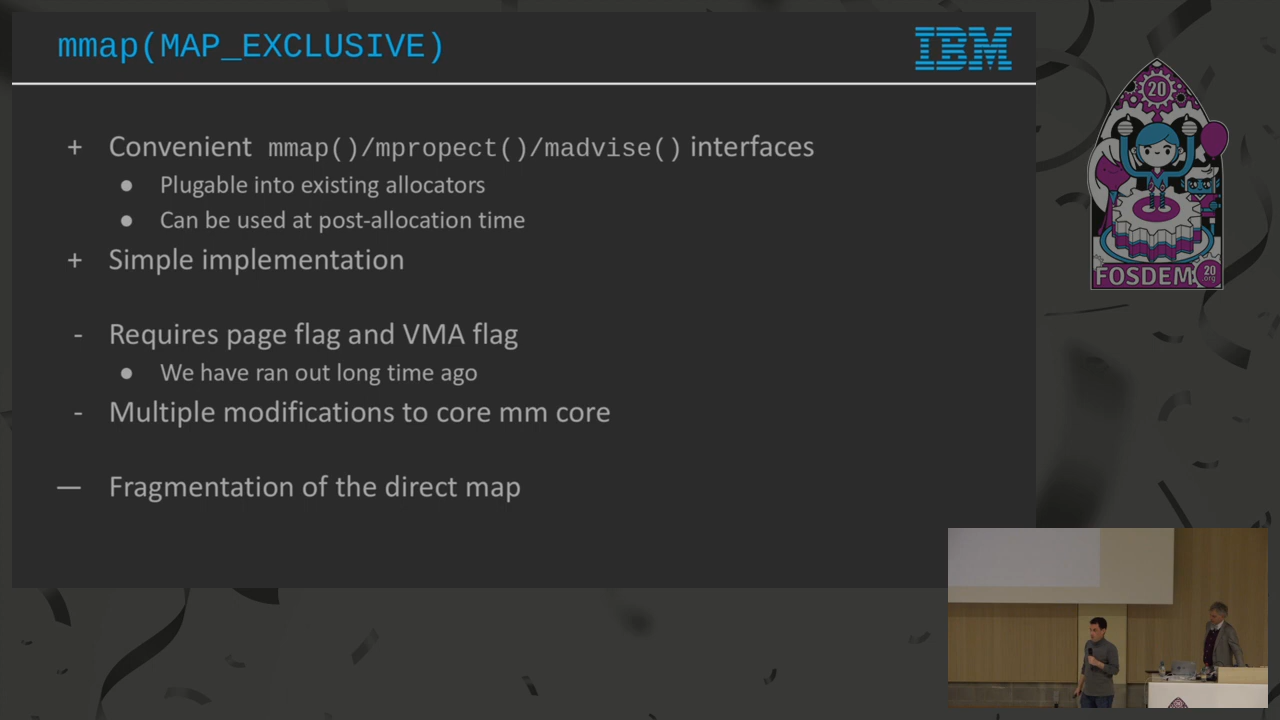 mmap(MAP_EXCLUSIVE)
IBM
+ Convenient mmap()/mpropect()/madvise() interfaces
● Plugable into existing allocators
● Can be used at post-allocation time
+ Simple implementation
- Requires page flag and VMA flag
● We have ran out long time ago
- Multiple modifications to core mm core
— Fragmentation of the direct map
20
FOSDEM
20
.org